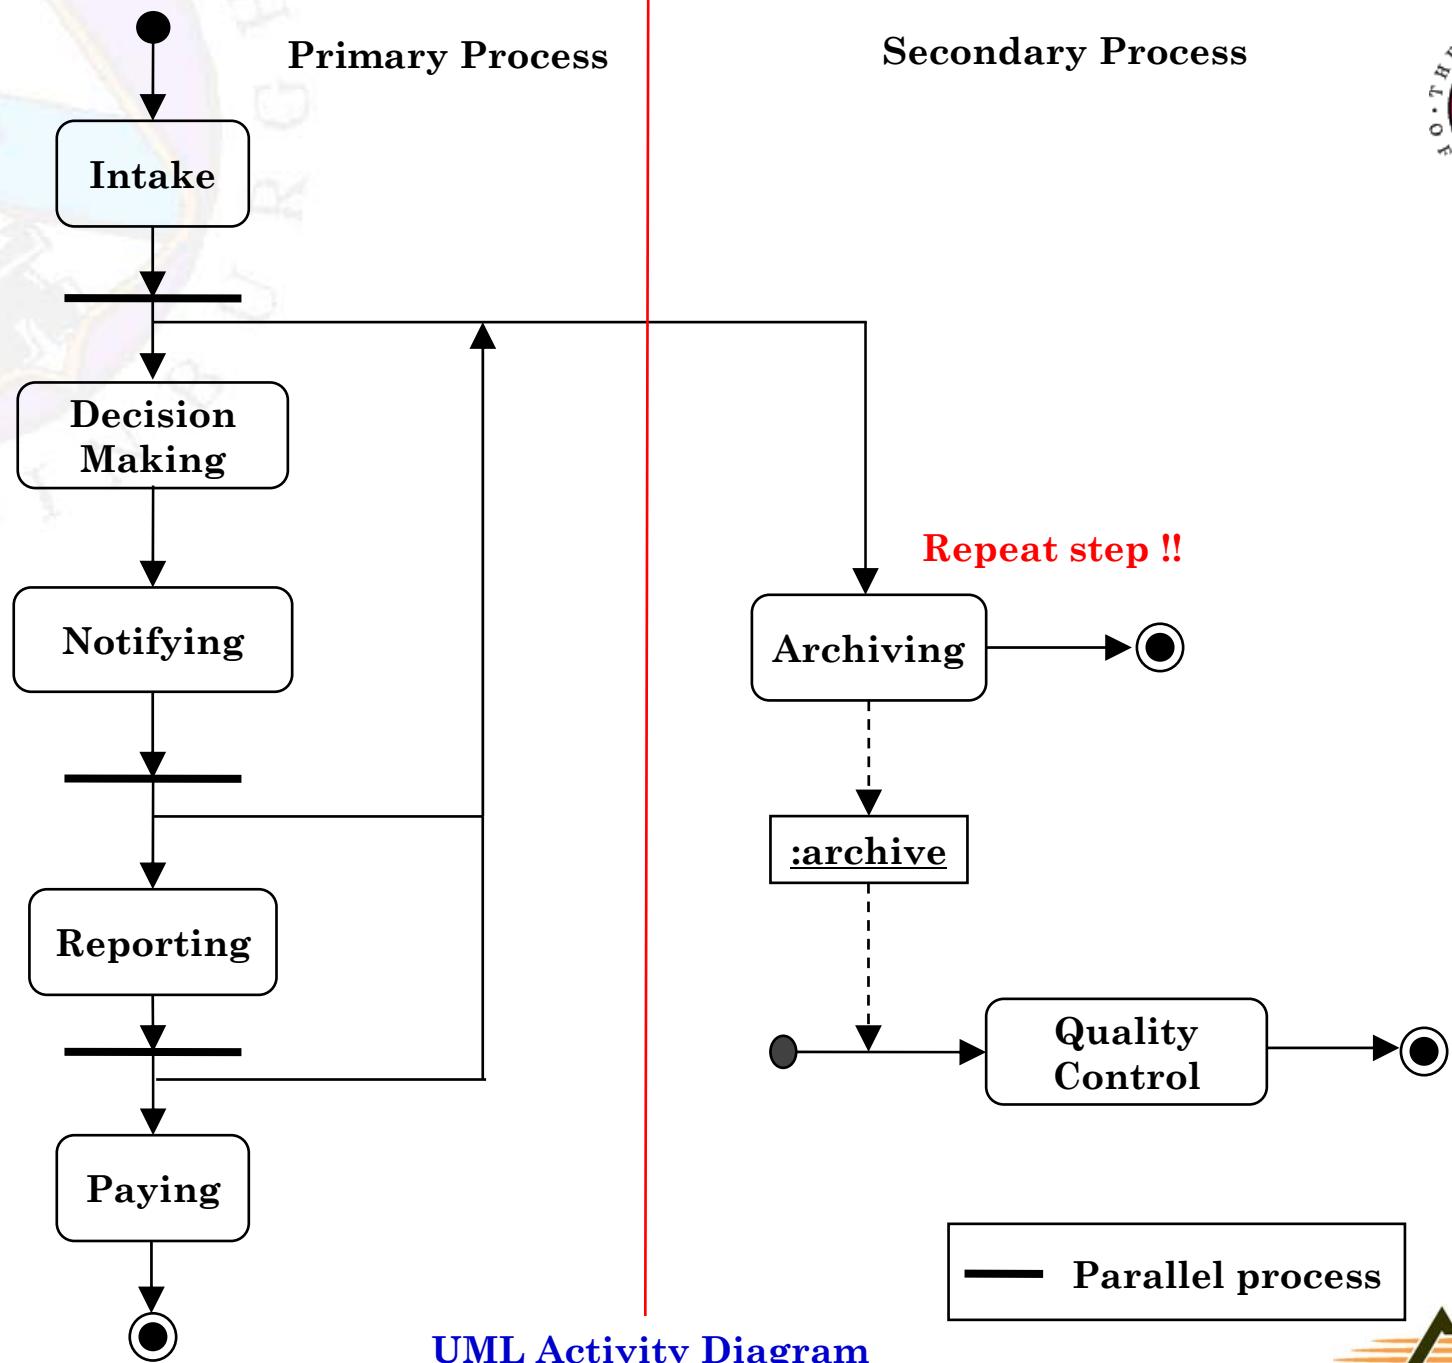 Primary Process
Secondary Process
Intake
Decision
Making
Notifying
Repeat step !!
Archiving
:archive
Reporting
Quality
Control
Paying
Parallel process
UML Activity Diagram